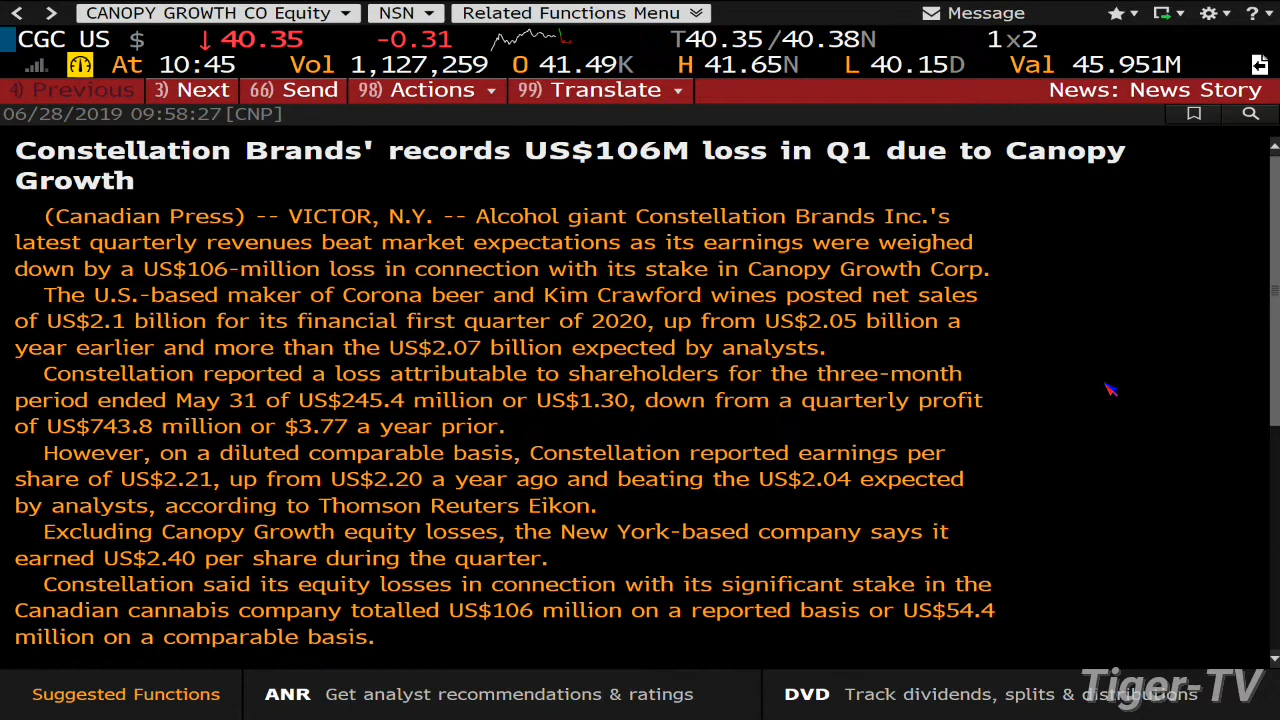 CANOPY GROWTH CO Equity NSN Related Functions Menu Message ?
CGC US $ ↓ 40.35 -0.31 T40.35/40.38N 1x2
At 10:45 Vol 1,127,259 O 41.49K H 41.65N L 40.15D Val 45.951M
4) Previous 3) Next 66) Send 98) Actions 99) Translate News: News Story
06/28/2019 09:58:27[CNP]
Constellation Brands' records US$106M loss in Q1 due to Canopy
Growth
(Canadian Press) -- VICTOR, N.Y. -- Alcohol giant Constellation Brands Inc.'s
latest quarterly revenues beat market expectations as its earnings were weighed
down by a US$106-million loss in connection with its stake in Canopy Growth Corp.
The U.S.-based maker of Corona beer and Kim Crawford wines posted net sales
of US$2.1 billion for its financial first quarter of 2020, up from US$2.05 billion a
year earlier and more than the US$2.07 billion expected by analysts.
Constellation reported a loss attributable to shareholders for the three-month
period ended May 31 of US$245.4 million or US$1.30, down from a quarterly profit
of US$743.8 million or $3.77 a year prior.
However, on a diluted comparable basis, Constellation reported earnings per
share of US$2.21, up from US$2.20 a year ago and beating the US$2.04 expected
by analysts, according to Thomson Reuters Eikon.
Excluding Canopy Growth equity losses, the New York-based company says it
earned US$2.40 per share during the quarter.
Constellation said its equity losses in connection with its significant stake in the
Canadian cannabis company totalled US$106 million on a reported basis or US$54.4
million on a comparable basis.
Suggested Functions ANR Get analyst recommendations & ratings DVD Track dividends, splits & distributions
Tiger-TV